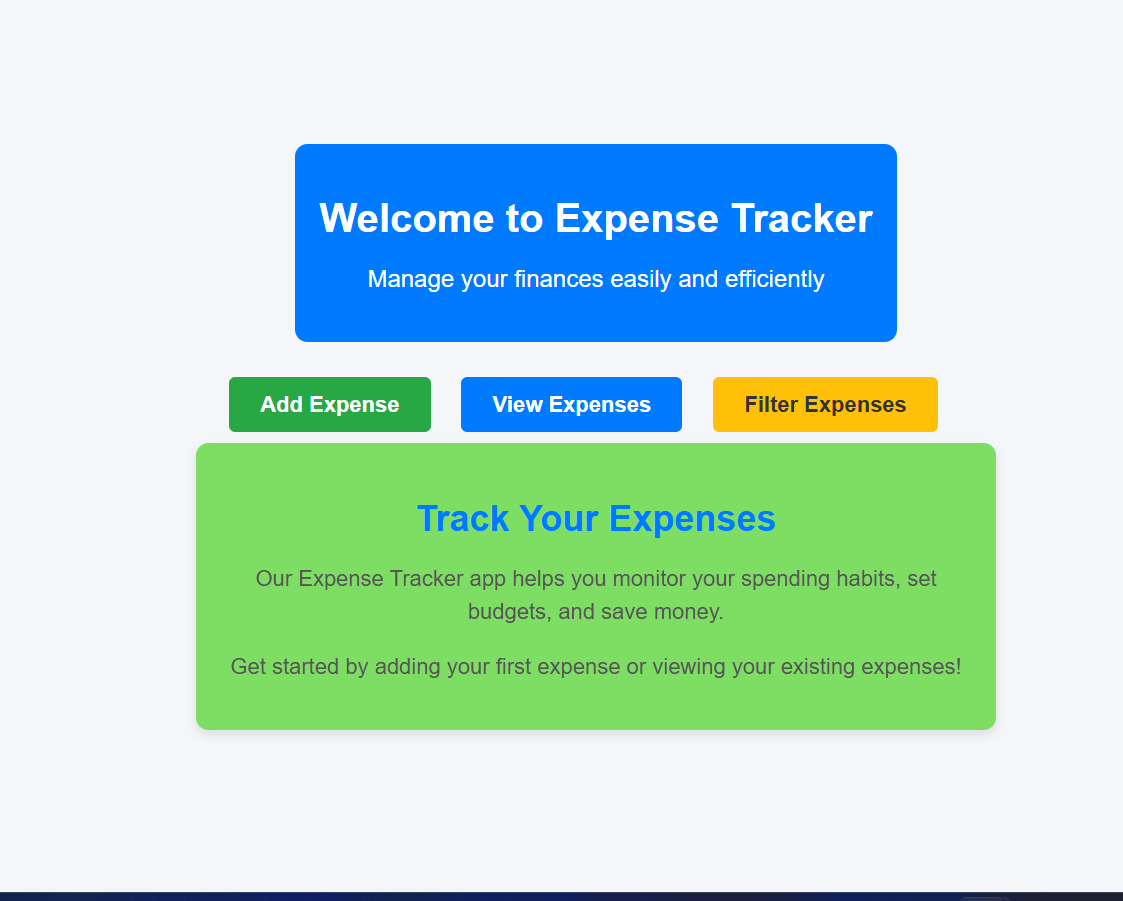 Welcome to Expense Tracker
Manage your finances easily and efficiently
Add Expense
View Expenses
Filter Expenses
Track Your Expenses
Our Expense Tracker app helps you monitor your spending habits, set
budgets, and save money.
Get started by adding your first expense or viewing your existing expenses!